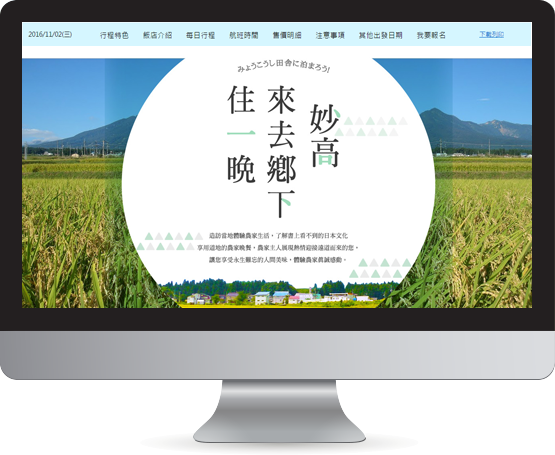 2016/11/02(三) 行程特色 飯店介紹 每日行程 航班時間 售價明細 注意事項 其他出發日期 我要報名 下載列印
みょうこうし田舎に泊まろう!
妙高
來去鄉下
住一晚
造訪當地體驗農家生活,了解書上看不到的日本文化
享用道地的農家晚餐,農家主人展現熱情迎接遠道而來的您。
讓您享受永生難忘的人間美味,體驗農家真誠感動。